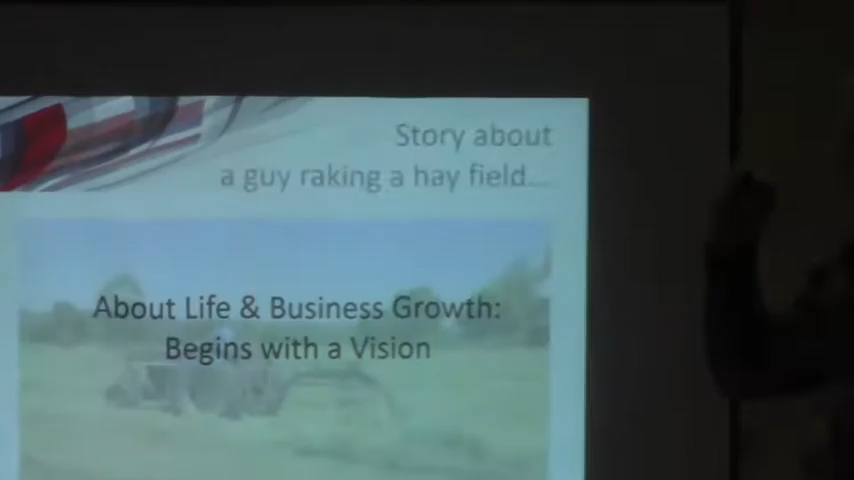 Story about
a guy raking a hay field...
About Life & Business Growth:
Begins with a Vision